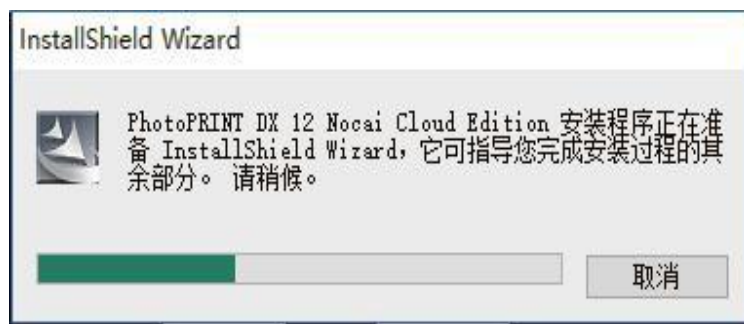 InstallShield Wizard
PhotoPRINT DX 12 Nocai Cloud Edition 安装程序正在准
备 InstallShield Wizard，它可指导您完成安装过程的其
余部分。 请稍候。
取消